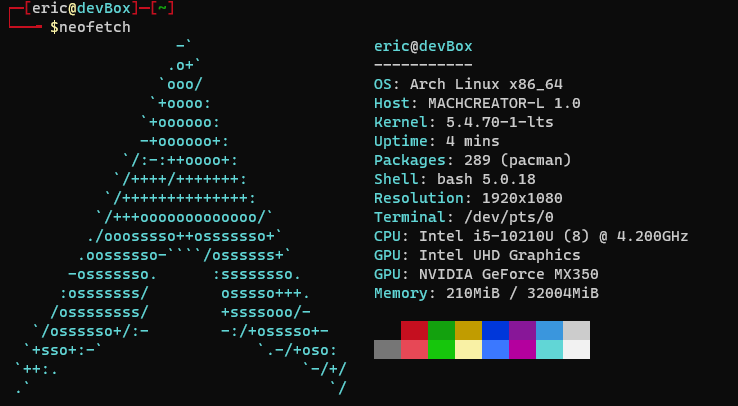 ┌─[eric@devBox]─[~]
└──── $neofetch
                  -`
                 .o+`
                `ooo/
               `+oooo:
              `+oooooo:
              -+oooooo+:
            `/:-:++oooo+:
           `/++++/+++++++:
          `/++++++++++++++:
         `/+++ooooooooooooo/`
        ./ooosssso++osssssso+`
       .oossssso-````/ossssss+`
      -osssssso.      :ssssssso.
     :osssssss/        osssso+++.
    /ossssssss/        +ssssooo/-
  `/ossssso+/:-        -:/+osssso+-
 `+sso+:-`                 `.-/+oso:
`++:.                           `-/+/
.`                                 `/
eric@devBox
-----------
OS: Arch Linux x86_64
Host: MACHCREATOR-L 1.0
Kernel: 5.4.70-1-lts
Uptime: 4 mins
Packages: 289 (pacman)
Shell: bash 5.0.18
Resolution: 1920x1080
Terminal: /dev/pts/0
CPU: Intel i5-10210U (8) @ 4.200GHz
GPU: Intel UHD Graphics
GPU: NVIDIA GeForce MX350
Memory: 210MiB / 32004MiB